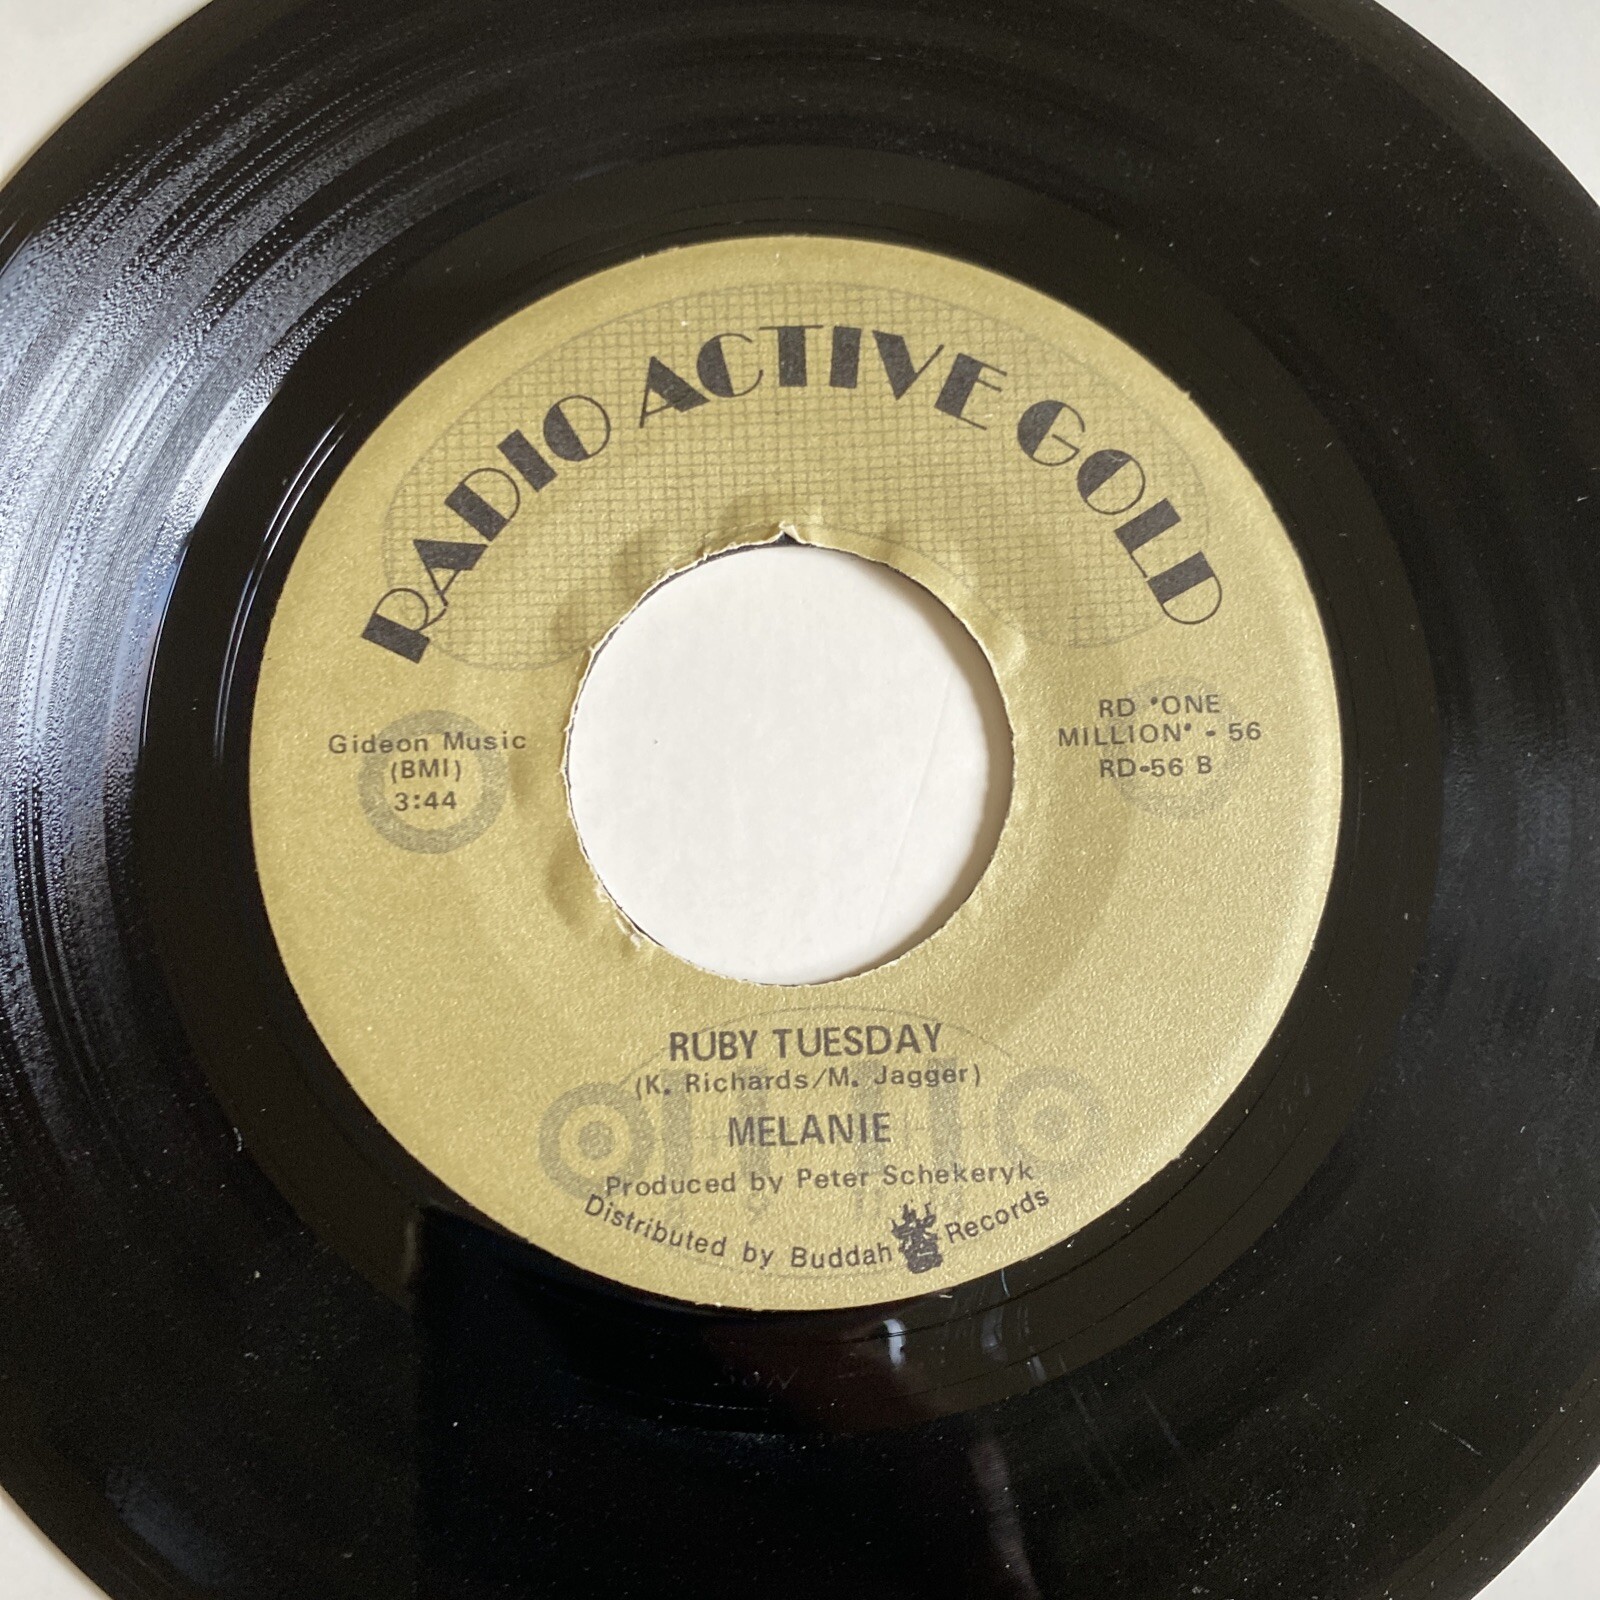 RADIO ACTIVE GOLD
Gideon Music
(BMI)
3:44
RD "ONE
MILLION" - 56
RD-56 B
RUBY TUESDAY
(K. Richards/M. Jagger)
MELANIE
Produced by Peter Schekeryk
Distributed by Buddah Records